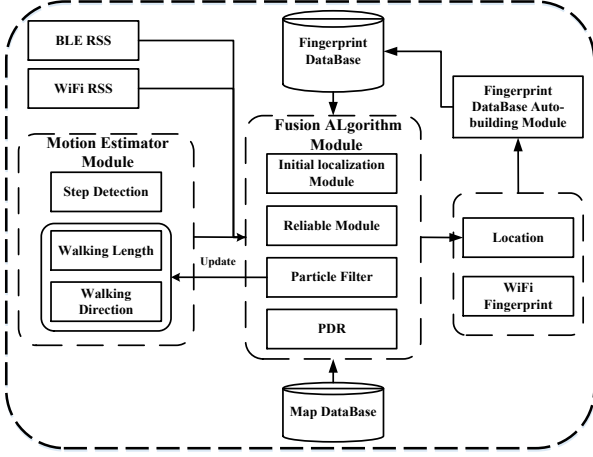 BLE RSS
WiFi RSS
Fingerprint
DataBase
Fingerprint
DataBase Auto-
building Module
Motion Estimator
Module
Step Detection
Walking Length
Walking
Direction
Update
Fusion ALgorithm
Module
Initial localization
Module
Reliable Module
Particle Filter
PDR
Location
WiFi
Fingerprint
Map DataBase